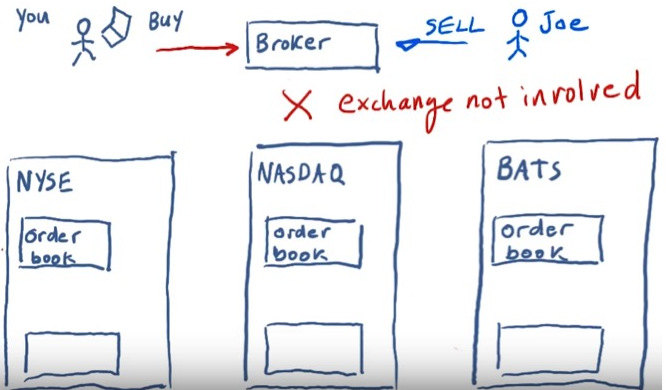 You
Buy
Broker
SELL
Joe
X exchange not involved
NYSE
NASDAQ
BATS
order
book
order
book
order
book